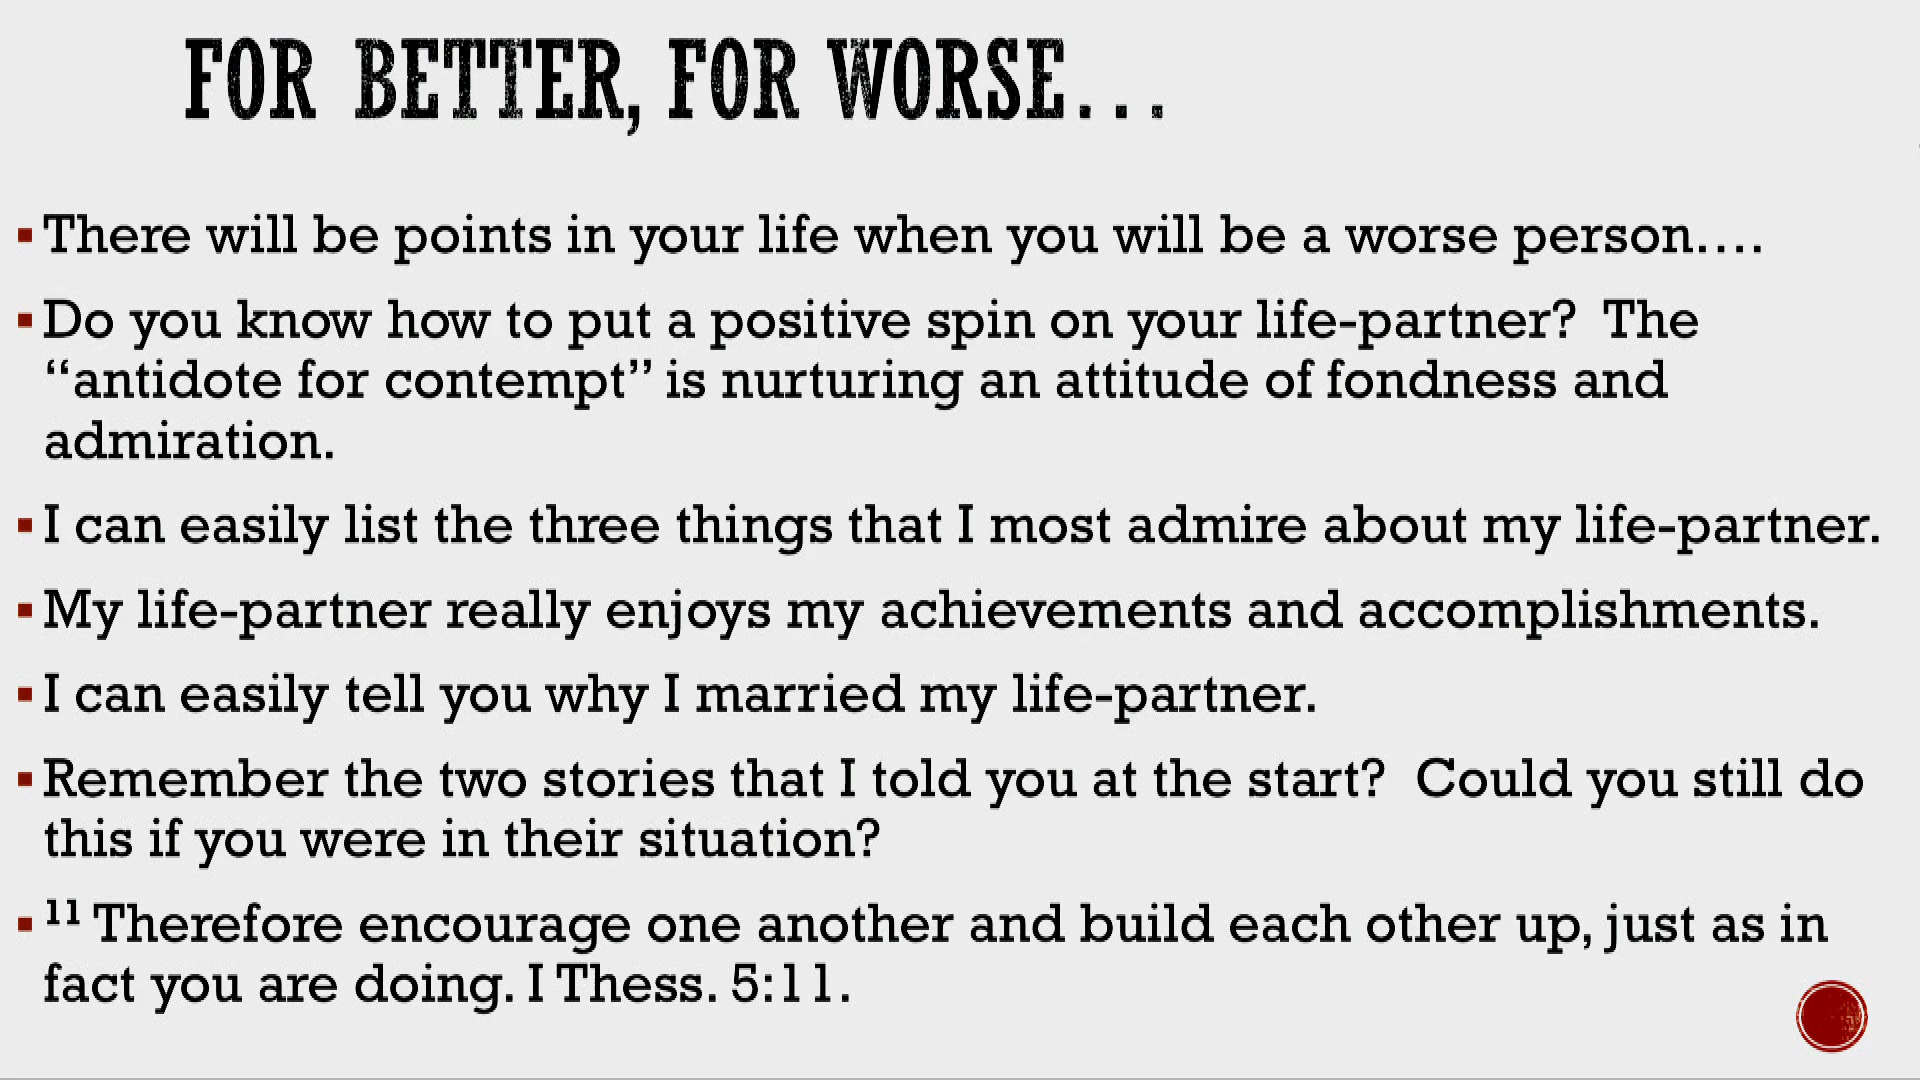 FOR BETTER, FOR WORSE...
▪ There will be points in your life when you will be a worse person....
▪ Do you know how to put a positive spin on your life-partner?  The
“antidote for contempt” is nurturing an attitude of fondness and
admiration.
▪ I can easily list the three things that I most admire about my life-partner.
▪ My life-partner really enjoys my achievements and accomplishments.
▪ I can easily tell you why I married my life-partner.
▪ Remember the two stories that I told you at the start?  Could you still do
this if you were in their situation?
▪ ¹¹ Therefore encourage one another and build each other up, just as in
fact you are doing. I Thess. 5:11.